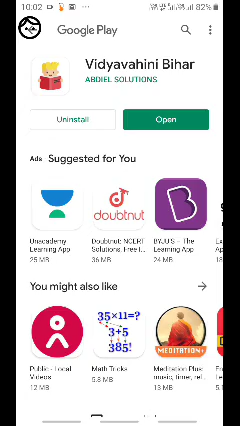 10:02
82%
Google Play
Vidyavahini Bihar
ABDIEL SOLUTIONS
Uninstall
Open
Ads Suggested for You
doubtnut
B
Unacademy
Learning App
25 MB
Doubtnut: NCERT
Solutions, Free I...
36 MB
BYJU'S – The
Learning App
24 MB
You might also like
35×11=?
3+5
385!
MEDITATION+
Public - Local
Videos
12 MB
Math Tricks
5.8 MB
Meditation Plus:
music, timer, rel...
13 MB